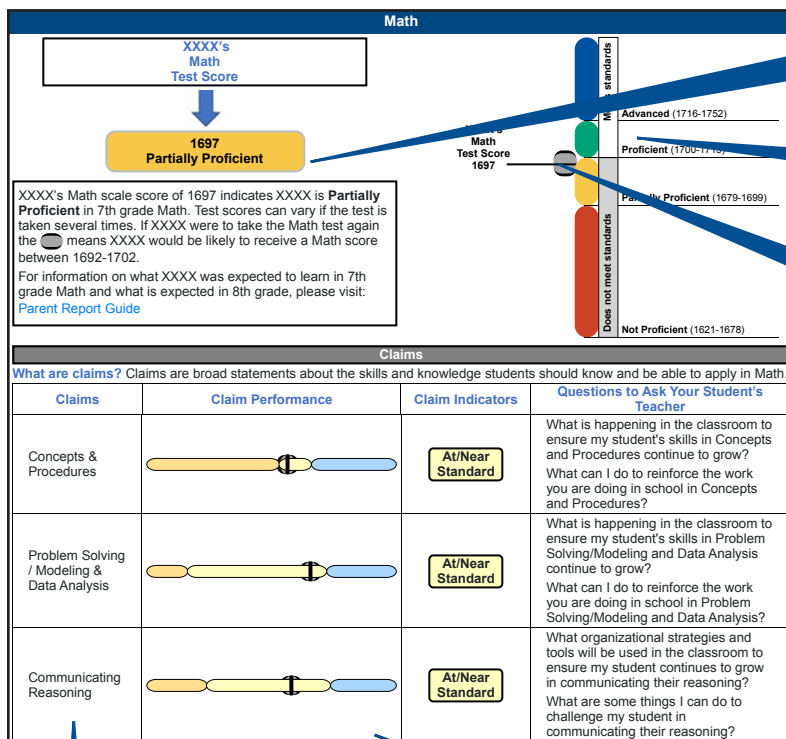 Math
XXXX's
Math
Test Score
1697
Partially Proficient
XXXX's Math scale score of 1697 indicates XXXX is Partially
Proficient in 7th grade Math. Test scores can vary if the test is
taken several times. If XXXX were to take the Math test again
the means XXXX would be likely to receive a Math score
between 1692-1702.
For information on what XXXX was expected to learn in 7th
grade Math and what is expected in 8th grade, please visit:
Parent Report Guide
Math
Test Score
1697
standards
Does not meet standards
Advanced (1716-1752)
Proficient
Partially Proficient (1679-1699)
Not Proficient (1621-1678)
Claims
What are claims? Claims are broad statements about the skills and knowledge students should know and be able to apply in Math.
Claims
Claim Performance
Claim Indicators
Questions to Ask Your Student's
Teacher
Concepts &
Procedures
At/Near
Standard
What is happening in the classroom to
ensure my student's skills in Concepts
and Procedures continue to grow?
What can I do to reinforce the work
you are doing in school in Concepts
and Procedures?
Problem Solving
/ Modeling &
Data Analysis
At/Near
Standard
What is happening in the classroom to
ensure my student's skills in Problem
Solving/Modeling and Data Analysis
continue to grow?
What can I do to reinforce the work
you are doing in school in Problem
Solving/Modeling and Data Analysis?
Communicating
Reasoning
At/Near
Standard
What organizational strategies and
tools will be used in the classroom to
ensure my student continues to grow
in communicating their reasoning?
What are some things I can do to
challenge my student in
communicating their reasoning?